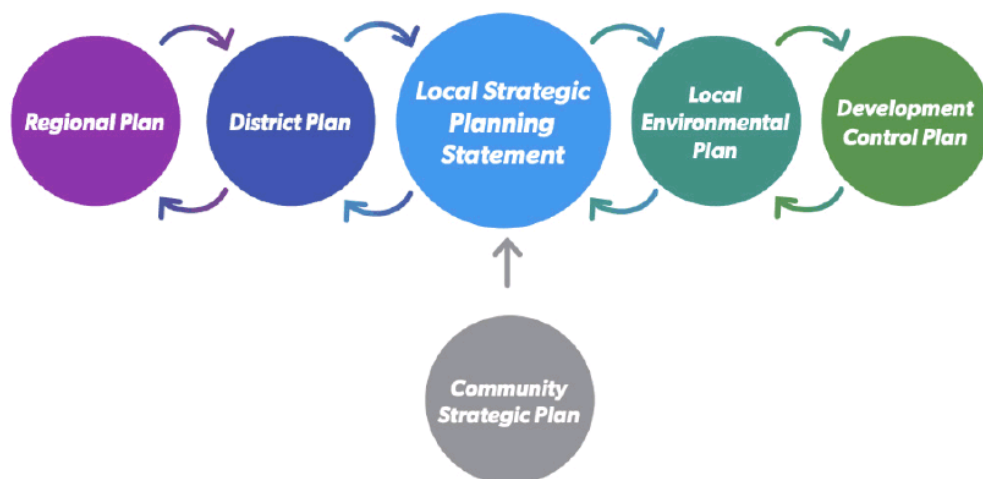 Regional Plan
District Plan
Local Strategic
Planning
Statement
Local
Environmental
Plan
Development
Control Plan
Community
Strategic Plan